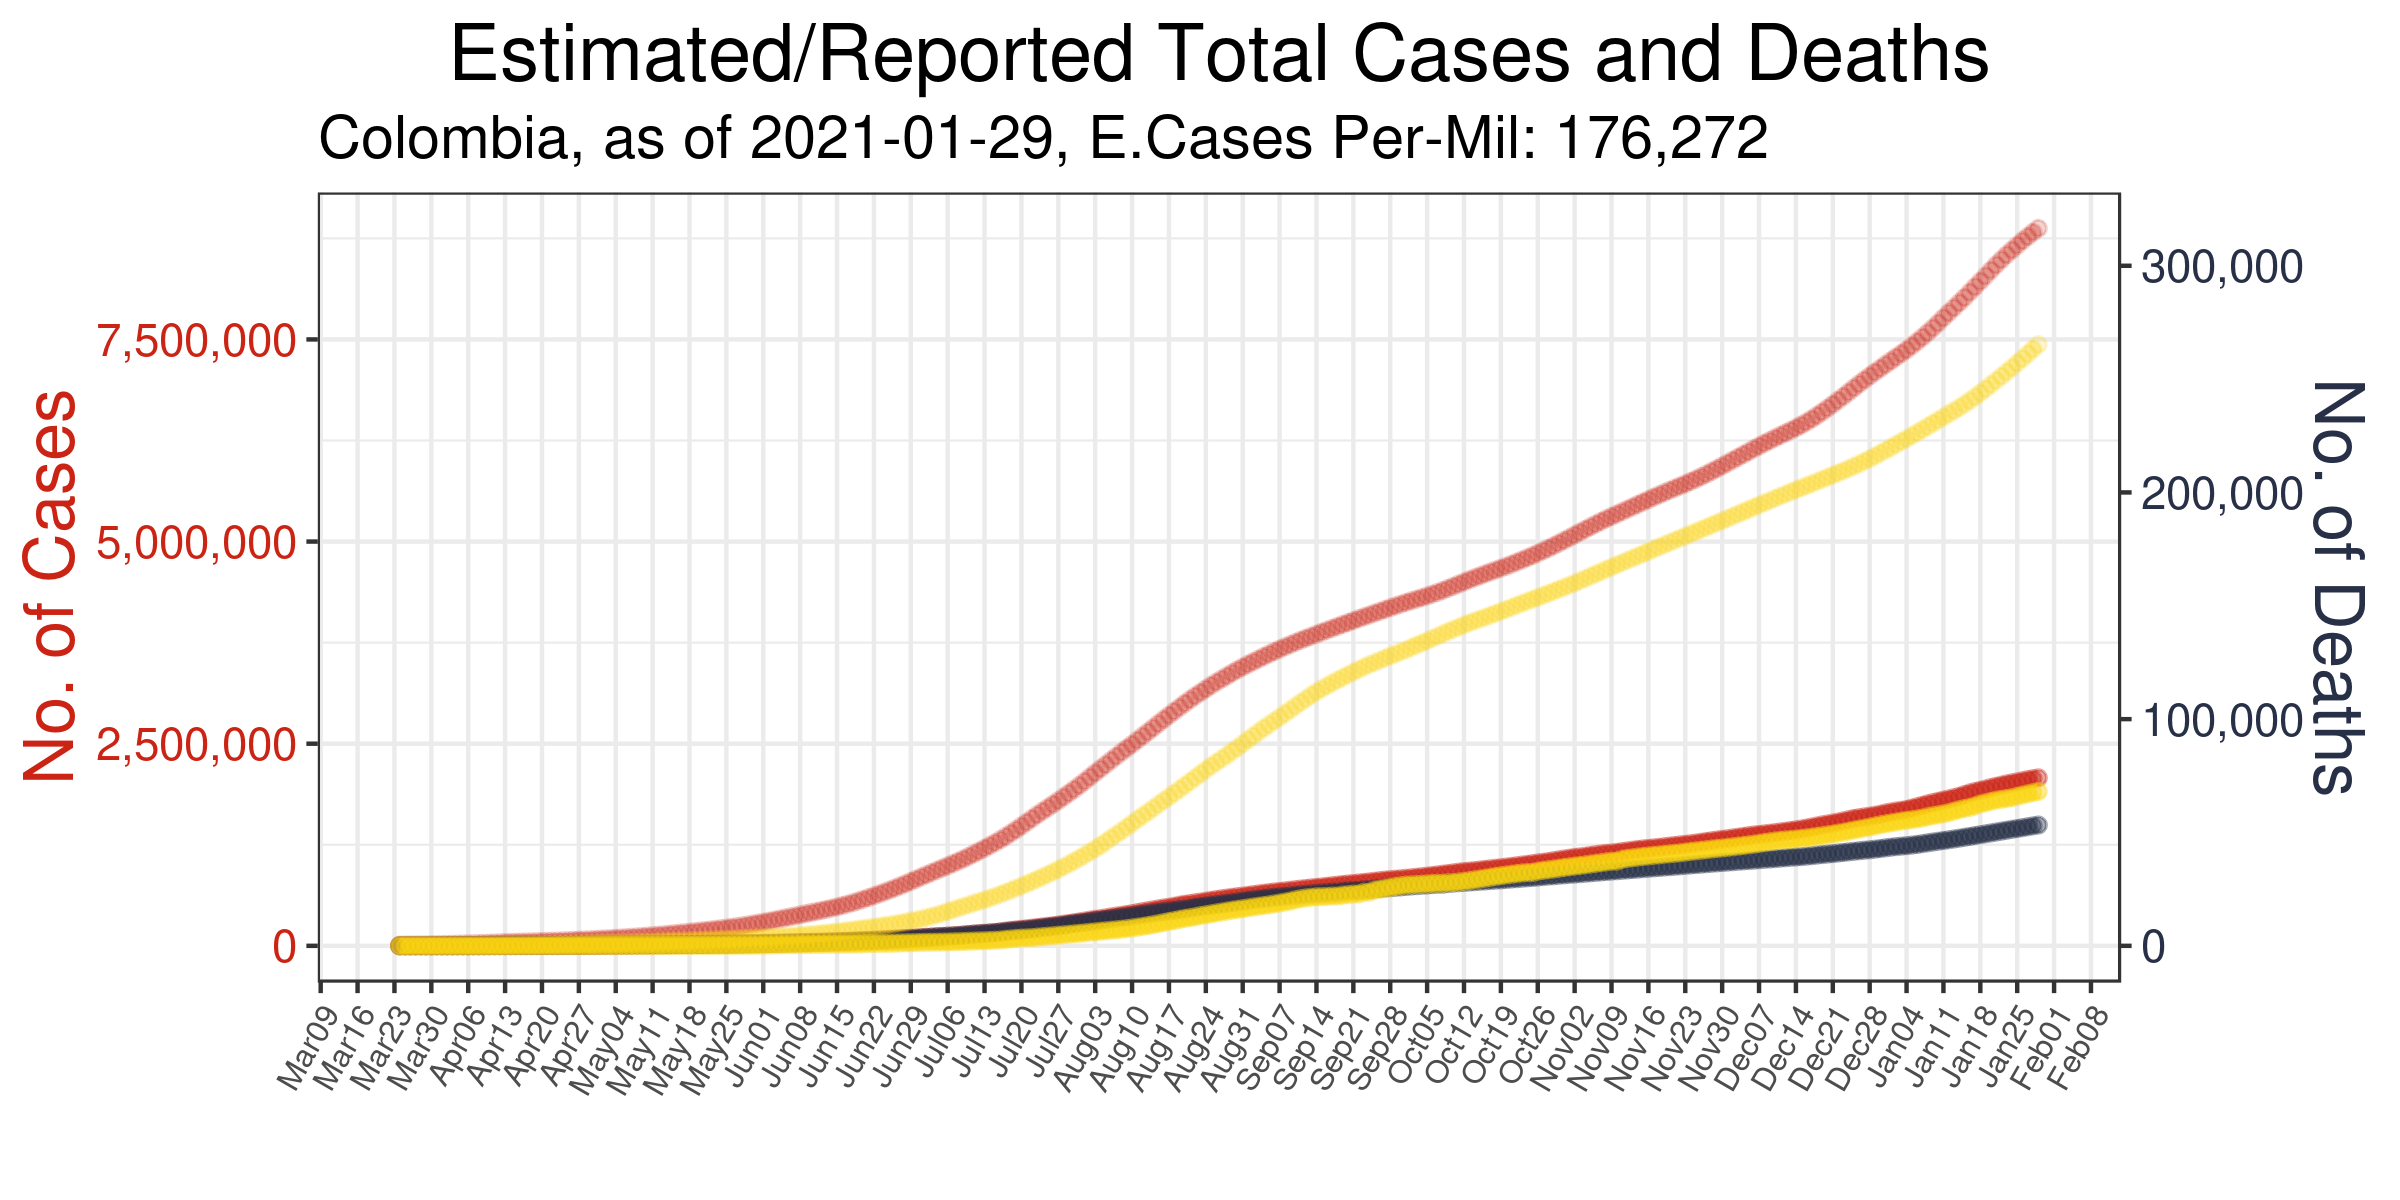 Estimated/Reported Total Cases and Deaths
Colombia, as of 2021-01-29, E.Cases Per-Mil: 176,272
No. of Cases
7,500,000
5,000,000
2,500,000
0
300,000
200,000
100,000
0
No. of Deaths
Mar09
Mar16
Mar23
Mar30
Apr06
Apr13
Apr20
Apr27
May04
May11
May18
May25
Jun01
Jun08
Jun15
Jun22
Jun29
Jul06
Jul13
Jul20
Jul27
Aug03
Aug10
Aug17
Aug24
Aug31
Sep07
Sep14
Sep21
Sep28
Oct05
Oct12
Oct19
Oct26
Nov02
Nov09
Nov16
Nov23
Nov30
Dec07
Dec14
Dec21
Dec28
Jan04
Jan11
Jan18
Jan25
Feb01
Feb08